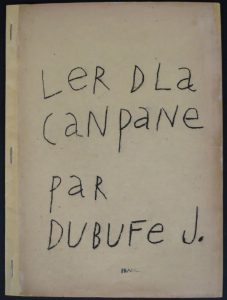 LER DLA
CANPANE
PAR
DUBUFE J.